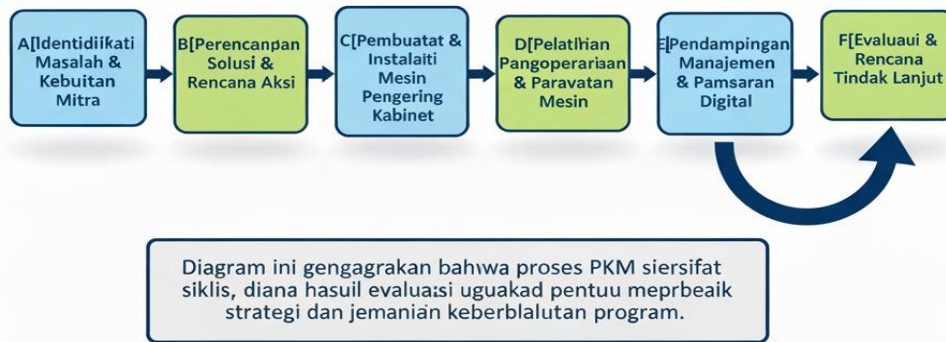 A[Identidiikati
Masalah &
Kebuitan
Mitra
B[Perencanpan
Solusi &
Rencana Aksi
C[Pembuatat &
Instalaiti
Mesin
Pengering
Kabinet
D[Pelatihian
Pangoperariaan
& Paravatan
Mesin
E[Pendampingan
Manajemen
& Pamsaran
Digital
F[Evaluaui &
Rencana
Tindak Lanjut
Diagram ini gengagrakan bahwa proses PKM siersifat
siklis, diana hasuil evaluasi uguakad pentuu meprbeaik
strategi dan jemanian keberblalutan program.